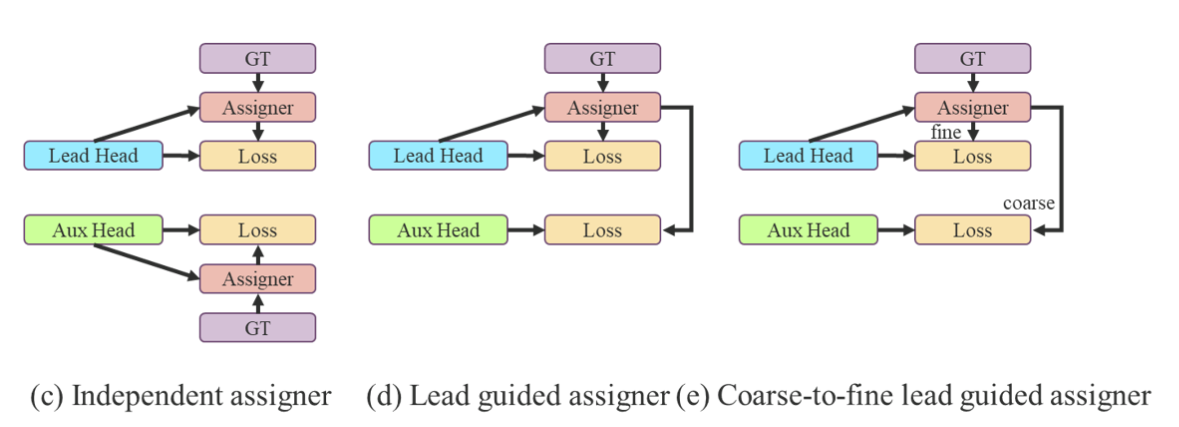 GT
Assigner
Lead Head
Loss
Aux Head
Loss
Assigner
GT
(c) Independent assigner
GT
Assigner
Lead Head
Loss
Aux Head
Loss
(d) Lead guided assigner
GT
Assigner
fine
Lead Head
Loss
coarse
Aux Head
Loss
(e) Coarse-to-fine lead guided assigner